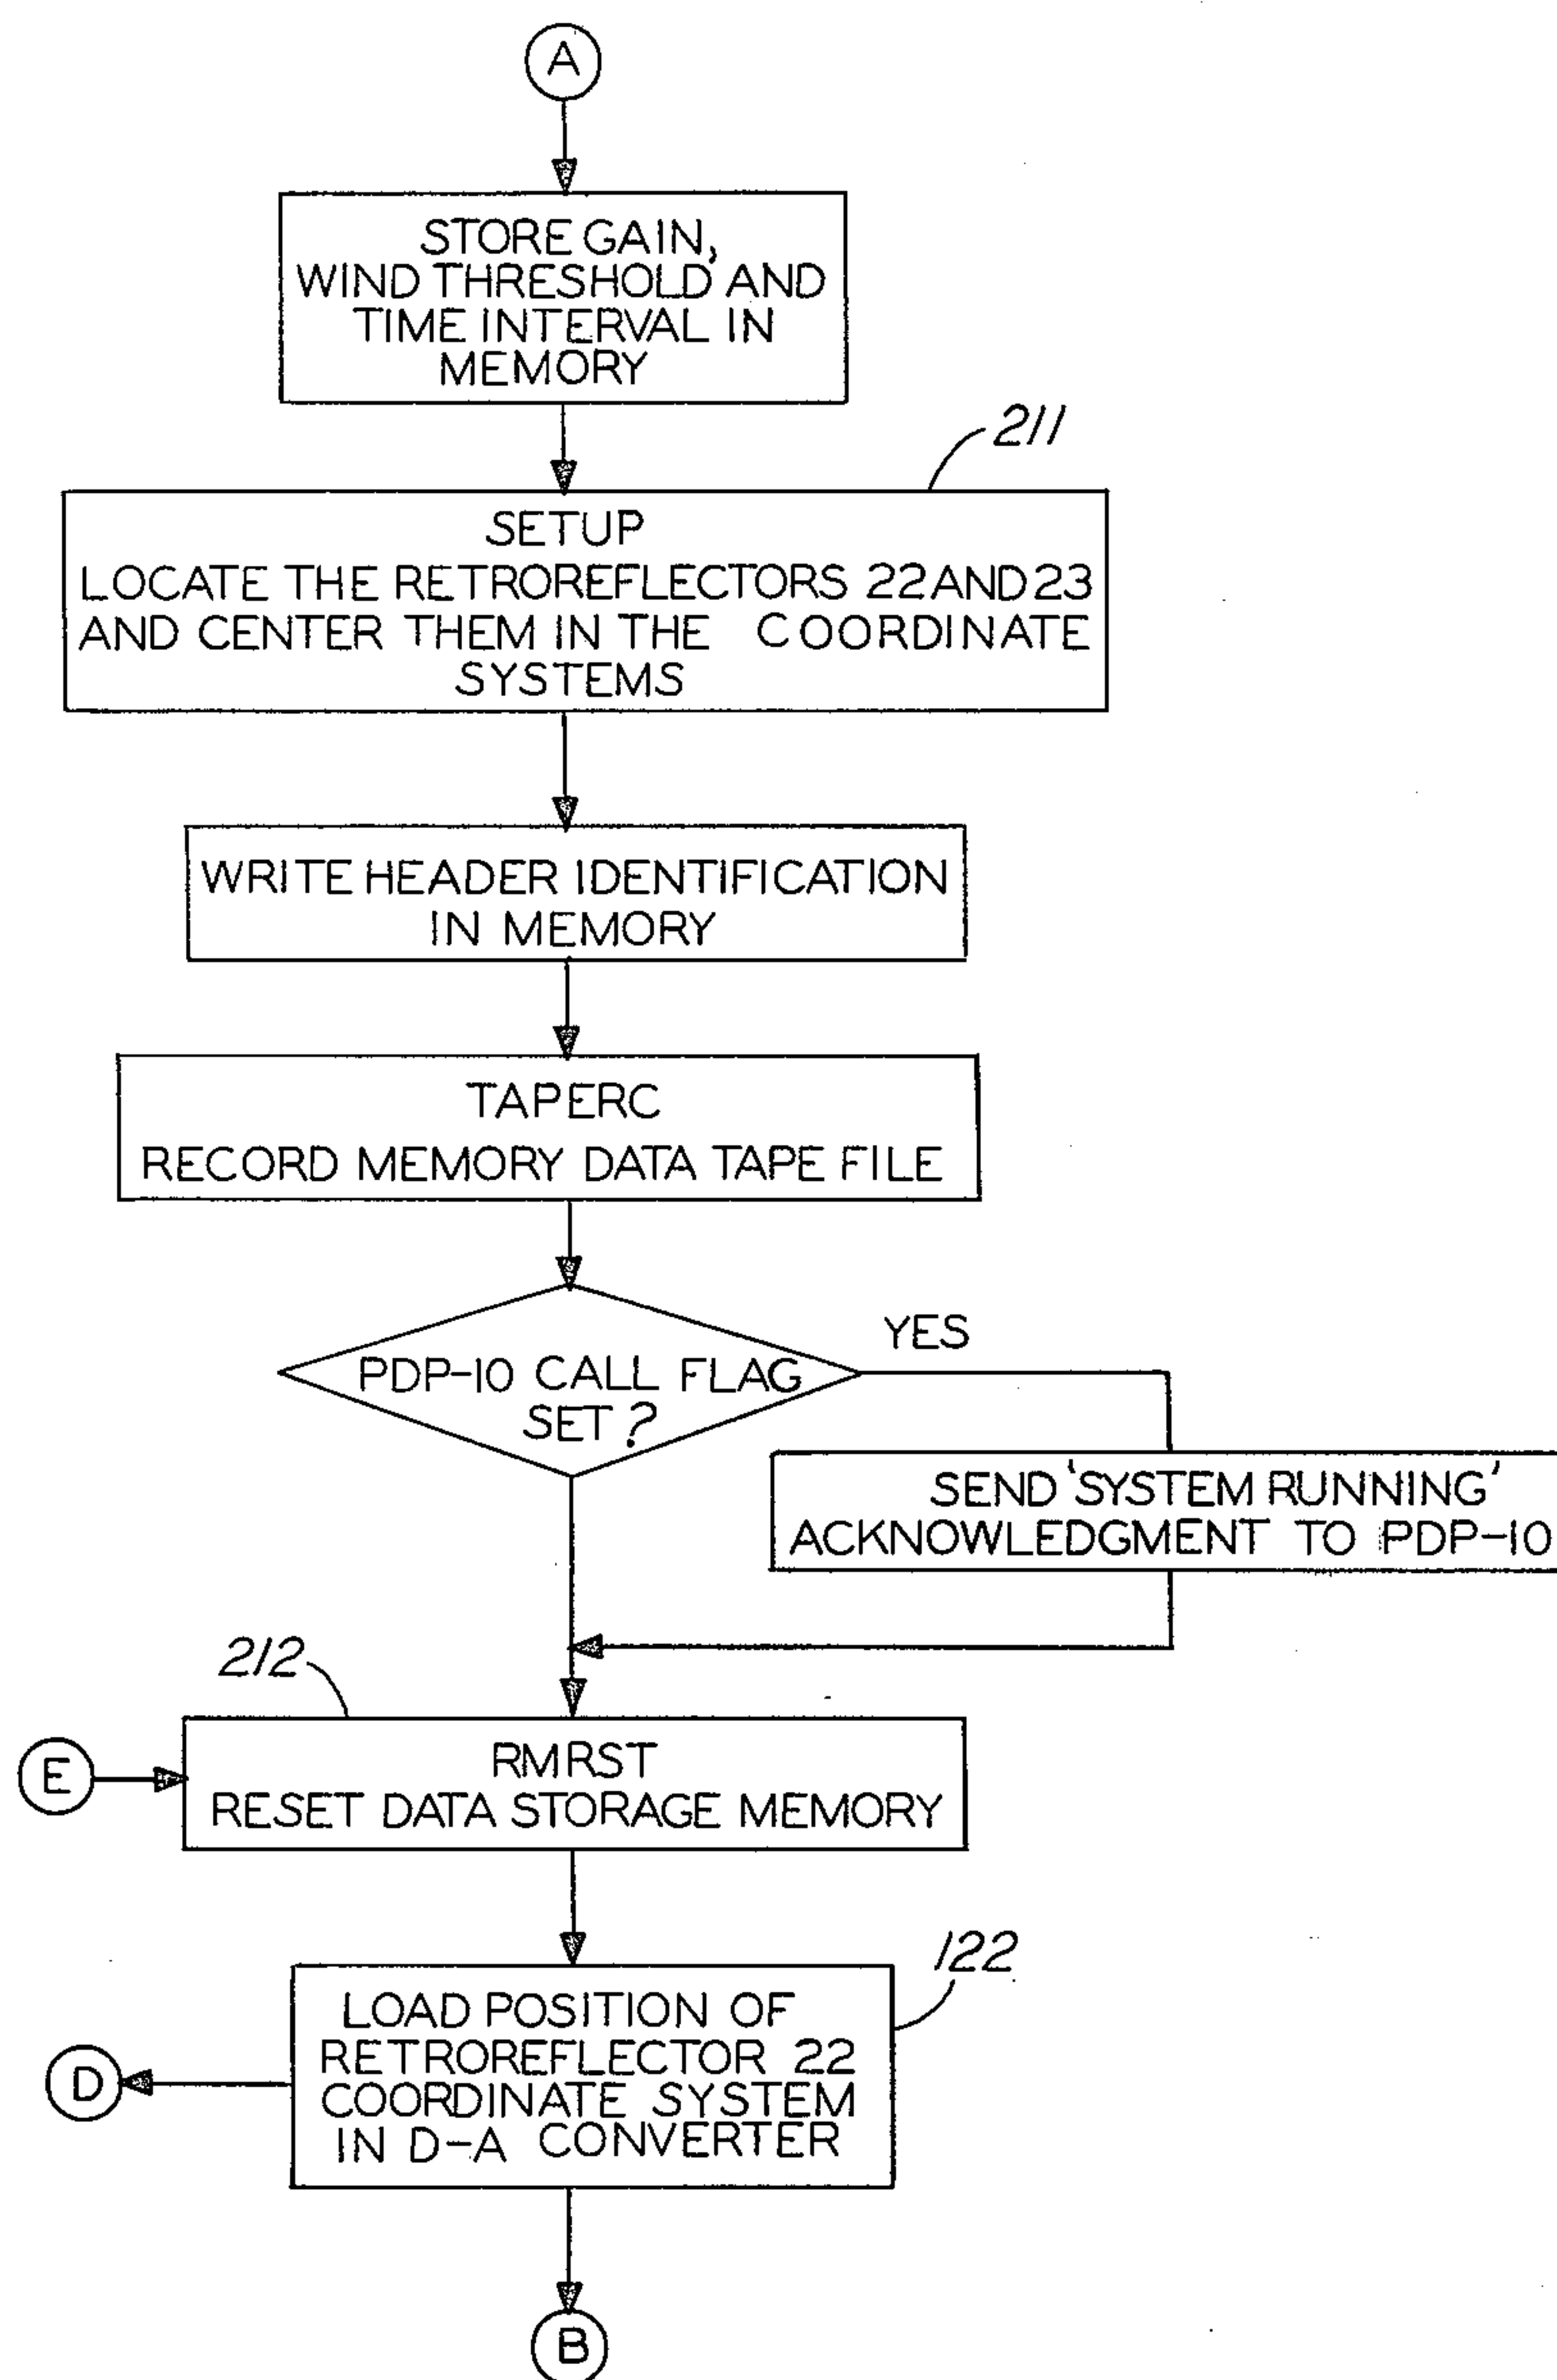 A
STORE GAIN,
WIND THRESHOLD, AND
TIME INTERVAL IN
MEMORY
211
SETUP
LOCATE THE RETROREFLECTORS 22 AND 23
AND CENTER THEM IN THE COORDINATE
SYSTEMS
WRITE HEADER IDENTIFICATION
IN MEMORY
TAPERC
RECORD MEMORY DATA TAPE FILE
YES
PDP-10 CALL FLAG
SET?
SEND 'SYSTEM RUNNING'
ACKNOWLEDGMENT TO PDP-10
212
E
RMRST
RESET DATA STORAGE MEMORY
122
LOAD POSITION OF
RETROREFLECTOR 22
COORDINATE SYSTEM
IN D-A CONVERTER
D
B